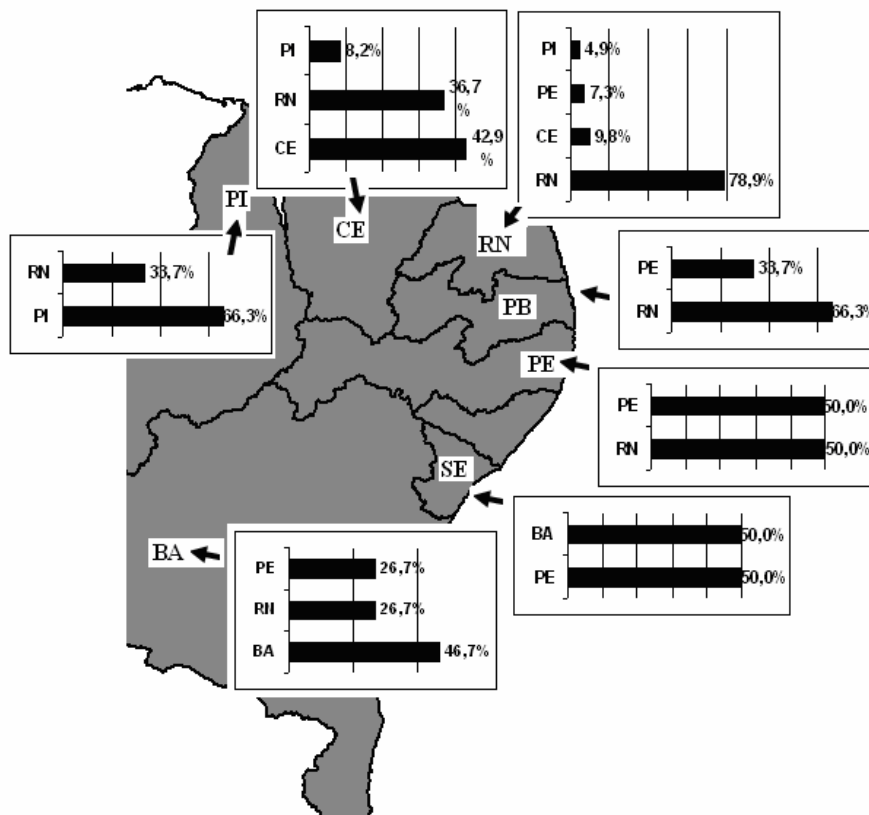 PI 8,2%
RN 36,7
%
CE 42,9
%
PI 4,9%
PE 7,3%
CE 9,8%
RN 78,9%
PI
CE
RN
RN 33,7%
PI 66,3%
PE 33,7%
RN 66,3%
PB
PE
PE 50,0%
RN 50,0%
SE
BA 50,0%
PE 50,0%
BA
PE 26,7%
RN 26,7%
BA 46,7%